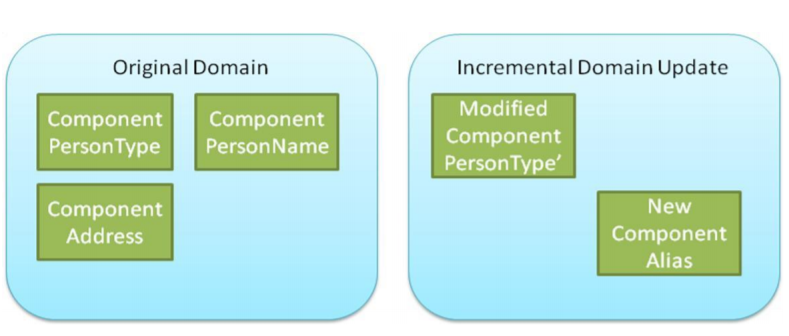 Original Domain
Component
PersonType
Component
PersonName
Component
Address
Incremental Domain Update
Modified
Component
PersonType’
New
Component
Alias